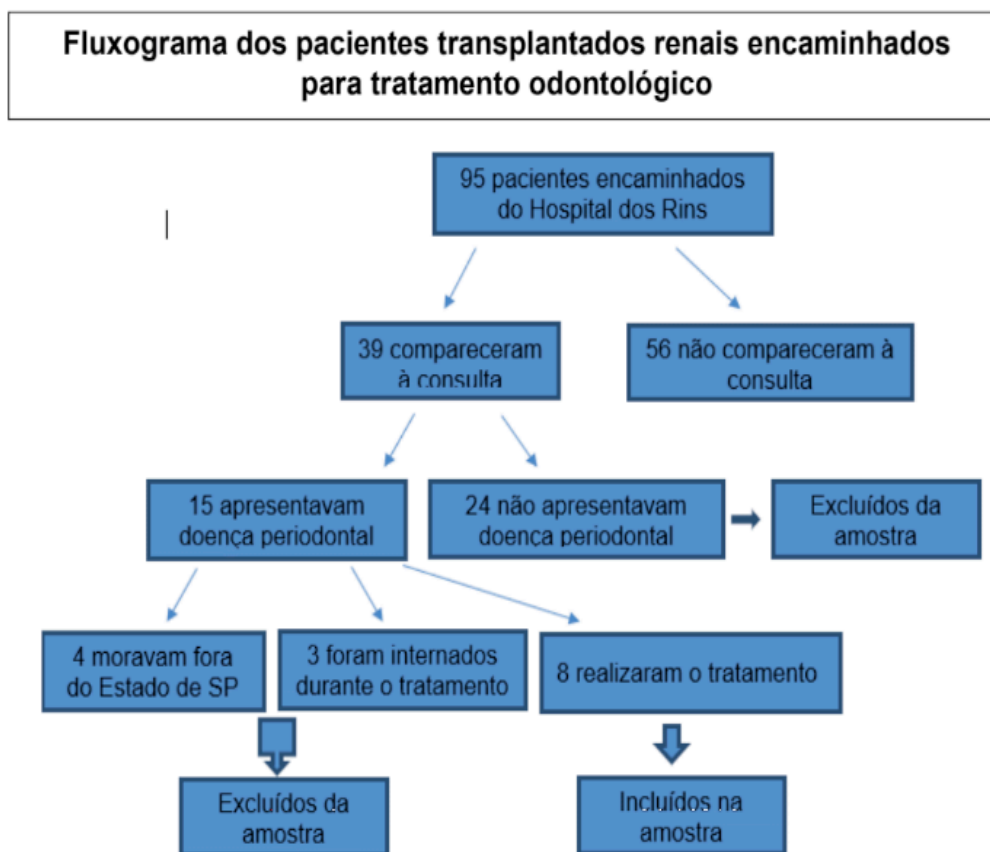 Fluxograma dos pacientes transplantados renais encaminhados
para tratamento odontológico
95 pacientes encaminhados
do Hospital dos Rins
39 compareceram
à consulta
56 não compareceram à
consulta
15 apresentavam
doença periodontal
24 não apresentavam
doença periodontal
Excluídos da
amostra
4 moravam fora
do Estado de SP
3 foram internados
durante o tratamento
8 realizaram o tratamento
Excluídos da
amostra
Incluídos na
amostra